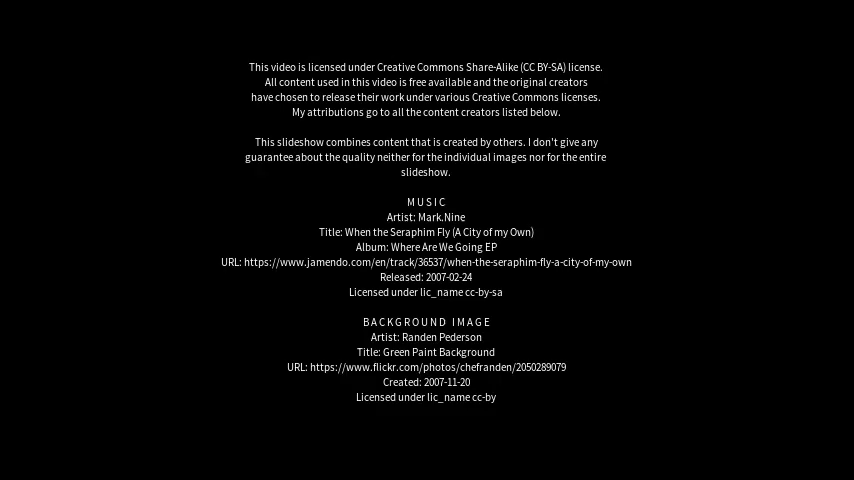 This video is licensed under Creative Commons Share-Alike (CC BY-SA) license.
All content used in this video is free available and the original creators
have chosen to release their work under various Creative Commons licenses.
My attributions go to all the content creators listed below.
This slideshow combines content that is created by others. I don't give any
guarantee about the quality neither for the individual images nor for the entire
slideshow.
M U S I C
Artist: Mark.Nine
Title: When the Seraphim Fly (A City of my Own)
Album: Where Are We Going EP
URL: https://www.jamendo.com/en/track/36537/when-the-seraphim-fly-a-city-of-my-own
Released: 2007-02-24
Licensed under lic_name cc-by-sa
B A C K G R O U N D   I M A G E
Artist: Randen Pederson
Title: Green Paint Background
URL: https://www.flickr.com/photos/chefranden/2050289079
Created: 2007-11-20
Licensed under lic_name cc-by